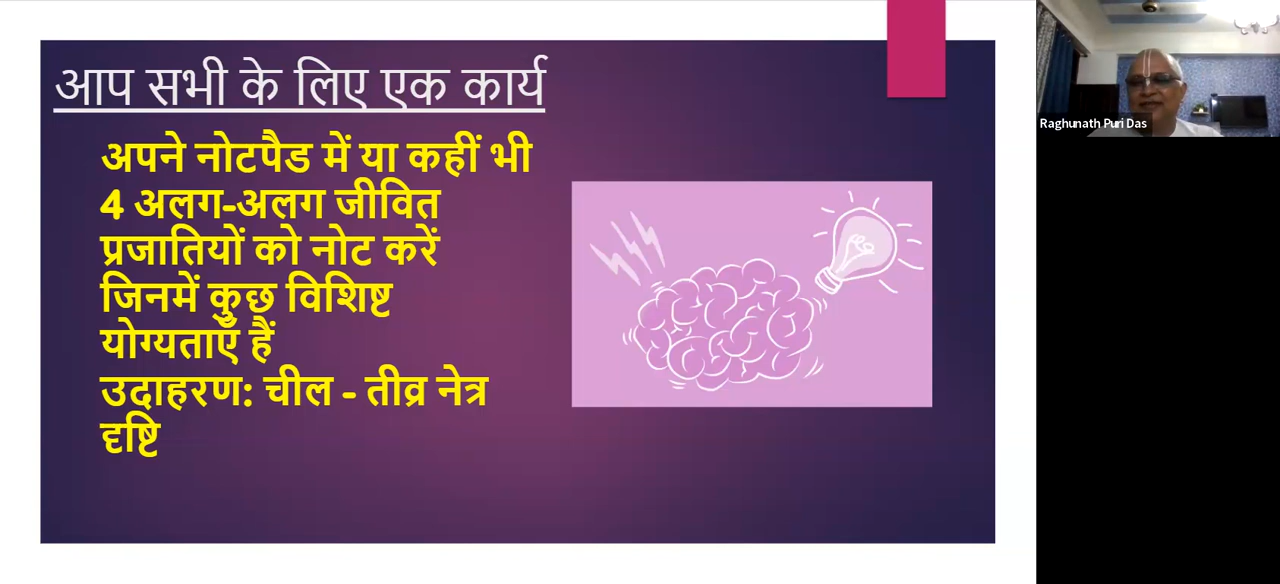 आप सभी के लिए एक कार्य
अपने नोटपैड में या कहीं भी
4 अलग-अलग जीवित
प्रजातियों को नोट करें
जिनमें कुछ विशिष्ट
योग्यताएँ हैं
उदाहरण: चील - तीव्र नेत्र
दृष्टि
Raghunath Puri Das